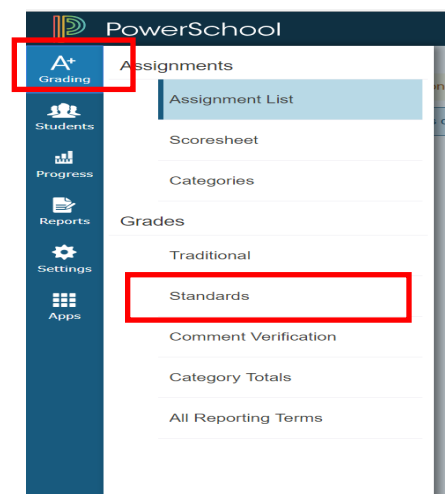 PowerSchool
A+
Grading
Assignments
Assignment List
Students
Scoresheet
Progress
Categories
Reports
Grades
Traditional
Settings
Standards
Apps
Comment Verification
Category Totals
All Reporting Terms